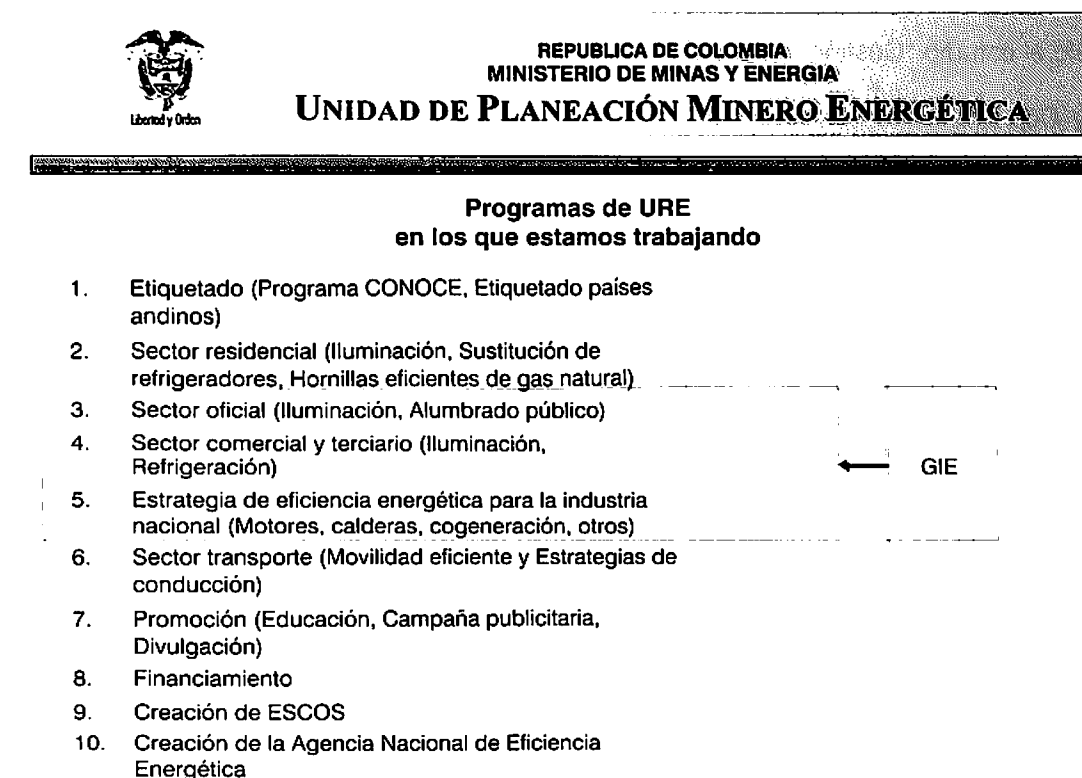 Libertad y Orden
REPUBLICA DE COLOMBIA
MINISTERIO DE MINAS Y ENERGIA
UNIDAD DE PLANEACIÓN MINERO ENERGÉTICA
Programas de URE
en los que estamos trabajando
1. Etiquetado (Programa CONOCE, Etiquetado países
andinos)
2. Sector residencial (Iluminación, Sustitución de
refrigeradores, Hornillas eficientes de gas natural)
3. Sector oficial (Iluminación, Alumbrado público)
4. Sector comercial y terciario (Iluminación,
Refrigeración)
GIE
5. Estrategia de eficiencia energética para la industria
nacional (Motores, calderas, cogeneración, otros)
6. Sector transporte (Movilidad eficiente y Estrategias de
conducción)
7. Promoción (Educación, Campaña publicitaria,
Divulgación)
8. Financiamiento
9. Creación de ESCOS
10. Creación de la Agencia Nacional de Eficiencia
Energética